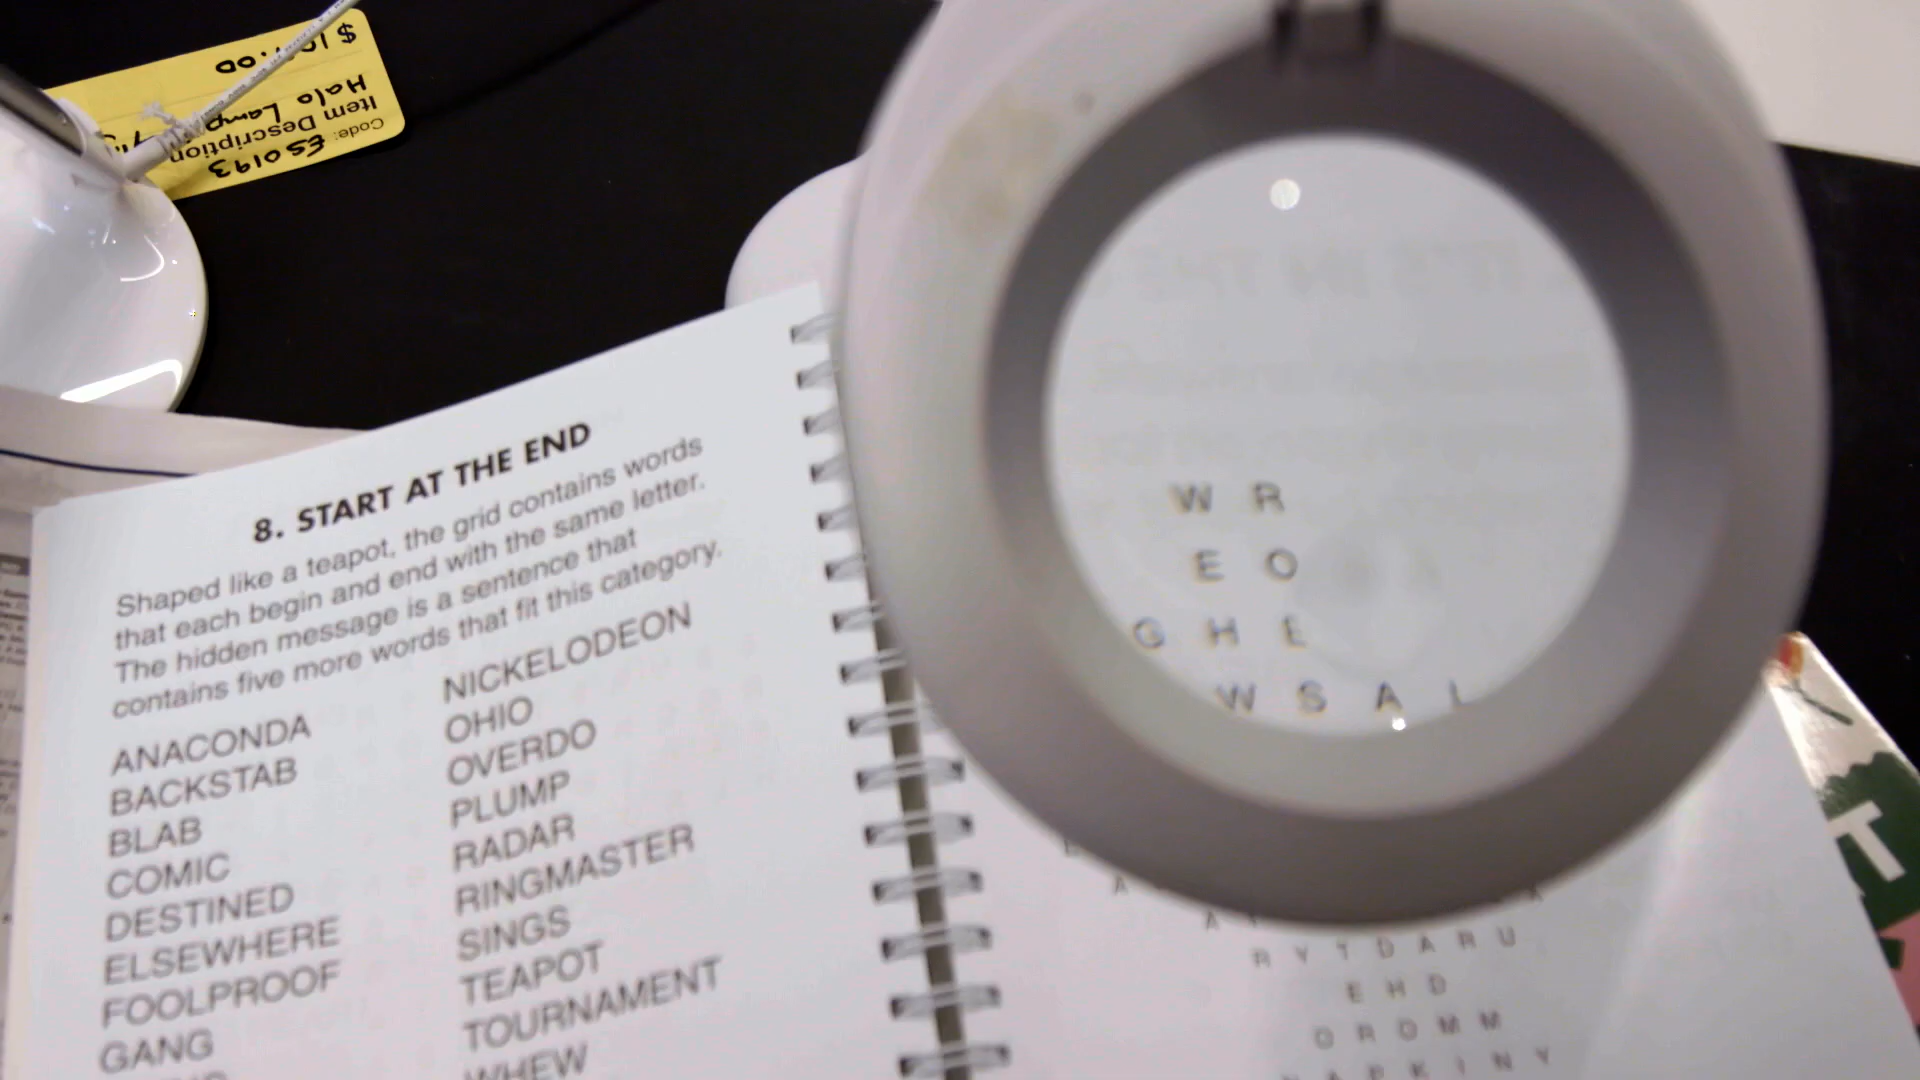 Code: ES0193
Item Description
Halo Lamp
8. START AT THE END
Shaped like a teapot, the grid contains words
that each begin and end with the same letter.
The hidden message is a sentence that
contains five more words that fit this category.
ANACONDA
BACKSTAB
BLAB
COMIC
DESTINED
ELSEWHERE
FOOLPROOF
GANG
NICKELODEON
OHIO
OVERDO
PLUMP
RADAR
RINGMASTER
SINGS
TEAPOT
TOURNAMENT
WHEW
W R
E O
G H E
W S A L
R Y T D A R U
E H D
O R O M M
A P K I N Y